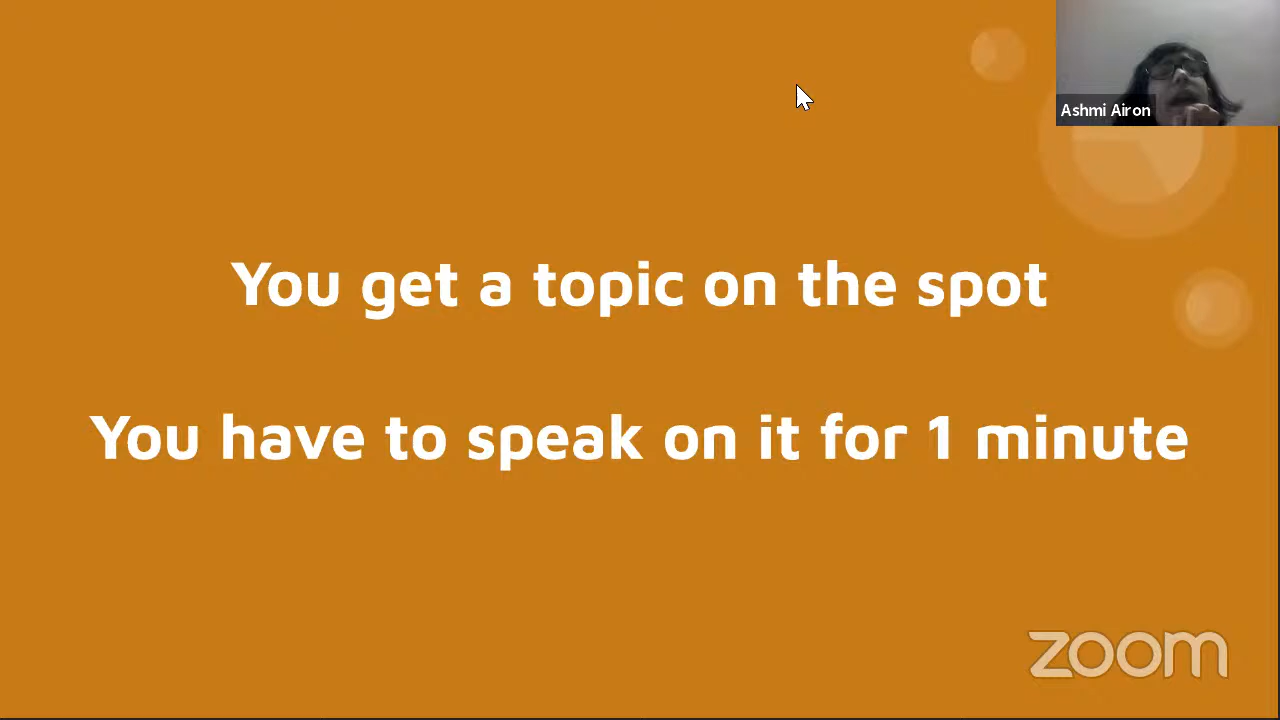 Ashmi Airon
You get a topic on the spot
You have to speak on it for 1 minute
zoom